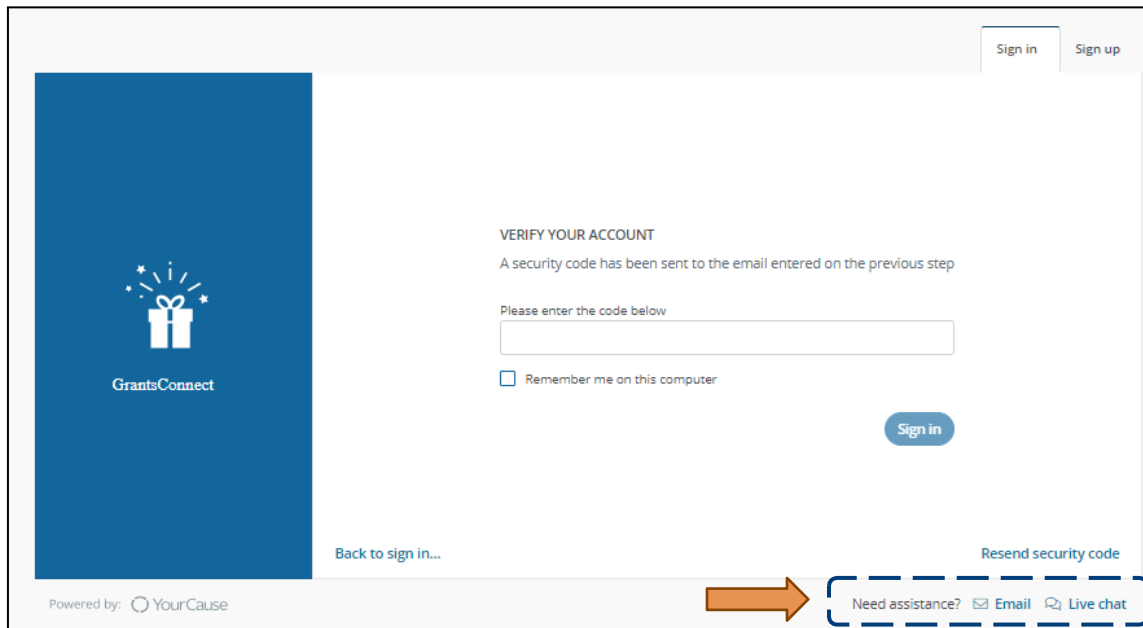 Sign in Sign up
VERIFY YOUR ACCOUNT
A security code has been sent to the email entered on the previous step
Please enter the code below
Remember me on this computer
GrantsConnect
Sign in
Back to sign in... Resend security code
Powered by: YourCause Need assistance? Email Live chat